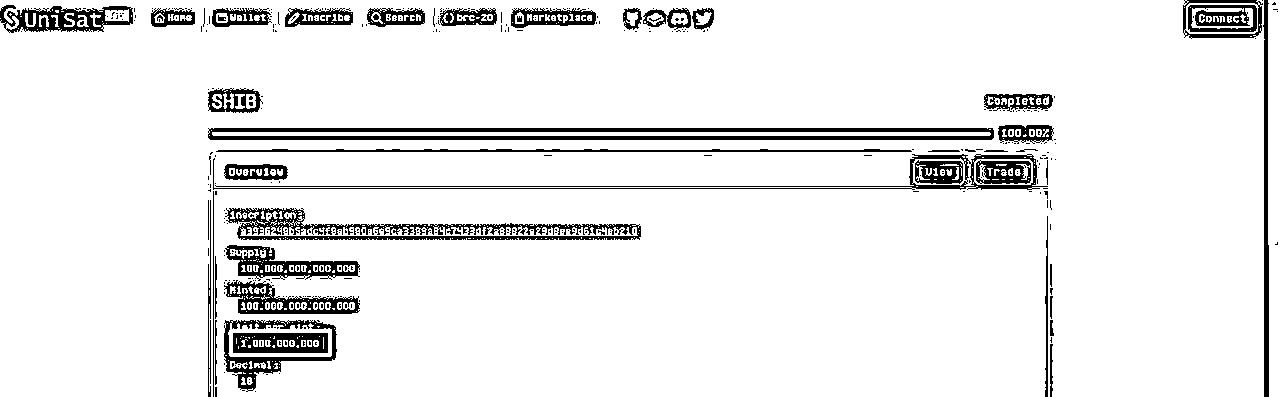 UniSat Home Wallet Inscribe Search brc-20 Marketplace Connect
SHIB Completed
100.00%
Overview View Trade
inscription:
Supply:
100,000,000,000,000
Minted:
100,000,000,000,000
Limit per mint:
1,000,000,000
Decimal:
18